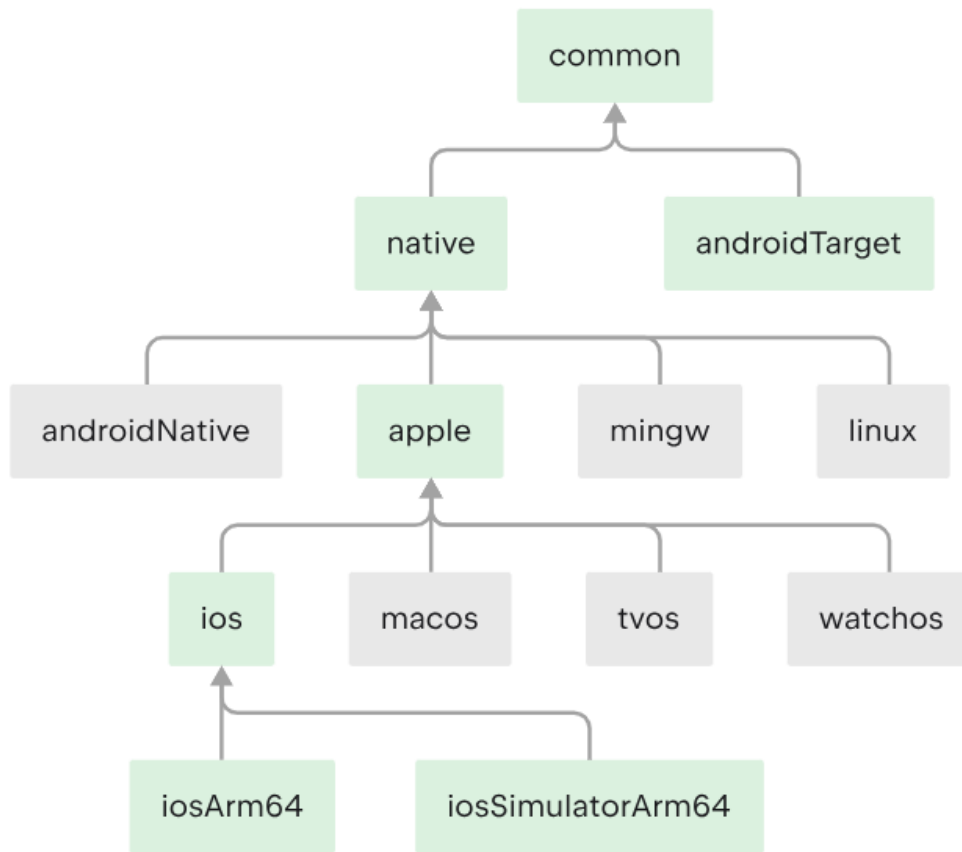 common
native
androidTarget
androidNative
apple
mingw
linux
ios
macos
tvos
watchos
iosArm64
iosSimulatorArm64